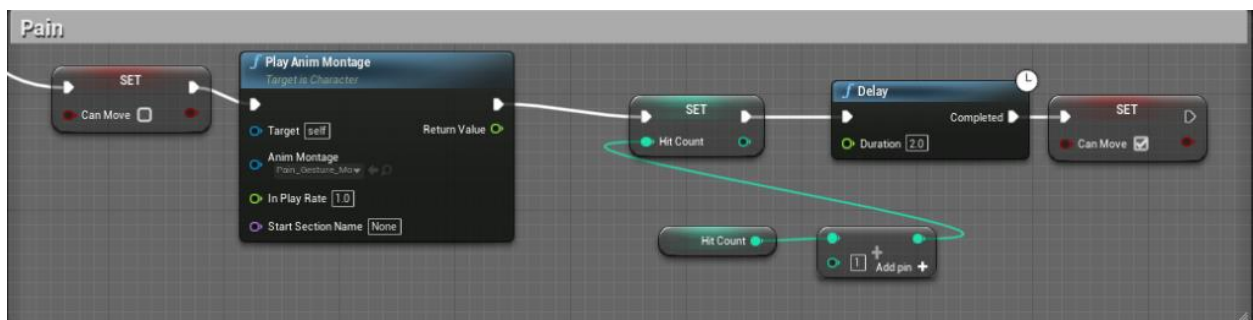 Pain
SET
Can Move
Play Anim Montage
Target is Character
Target self
Return Value
Anim Montage
Pain_Gesture_Mo
In Play Rate 1.0
Start Section Name None
SET
Hit Count
Delay
Completed
Duration 2.0
SET
Can Move
Hit Count
1
Add pin +